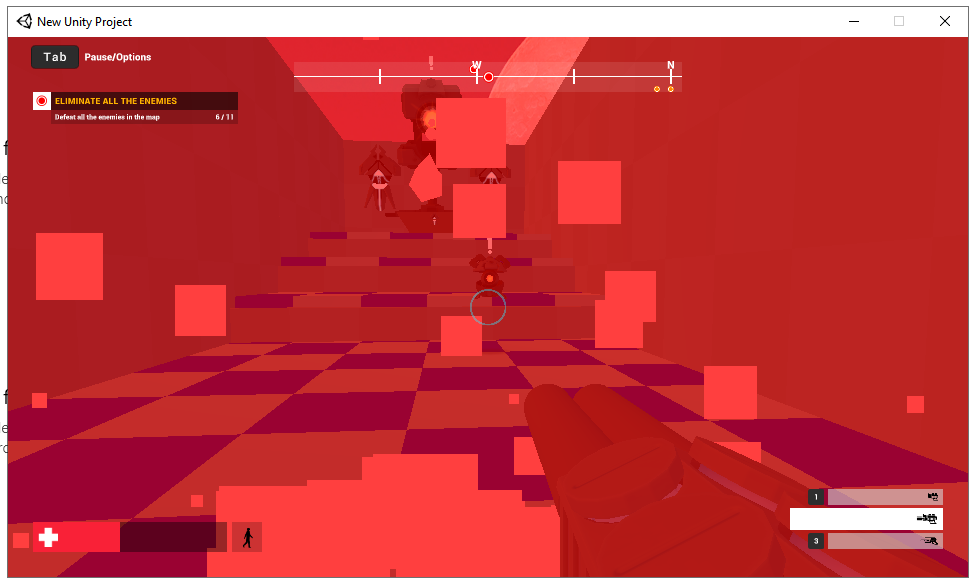 New Unity Project
Tab Pause/Options
W N
ELIMINATE ALL THE ENEMIES
Defeat all the enemies in the map 6 / 11
!
!
1
3